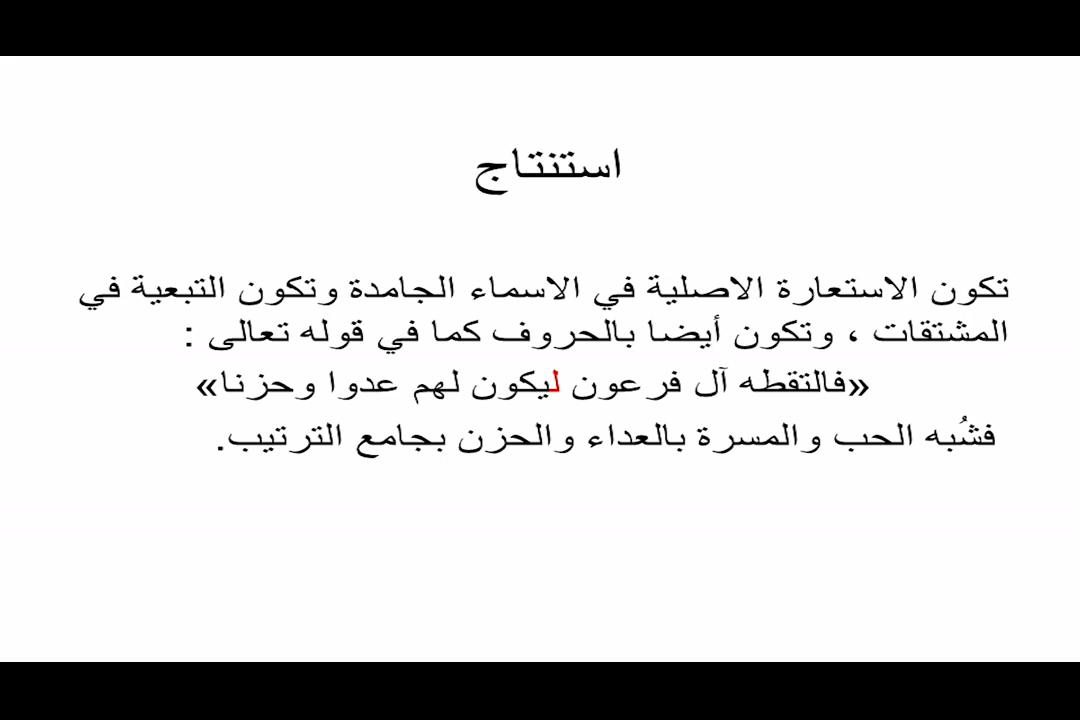 استنتاج
تكون الاستعارة الاصلية في الاسماء الجامدة وتكون التبعية في
المشتقات ، وتكون أيضا بالحروف كما في قوله تعالى :
«فالتقطه آل فرعون ليكون لهم عدوا وحزنا»
فشُبه الحب والمسرة بالعداء والحزن بجامع الترتيب.